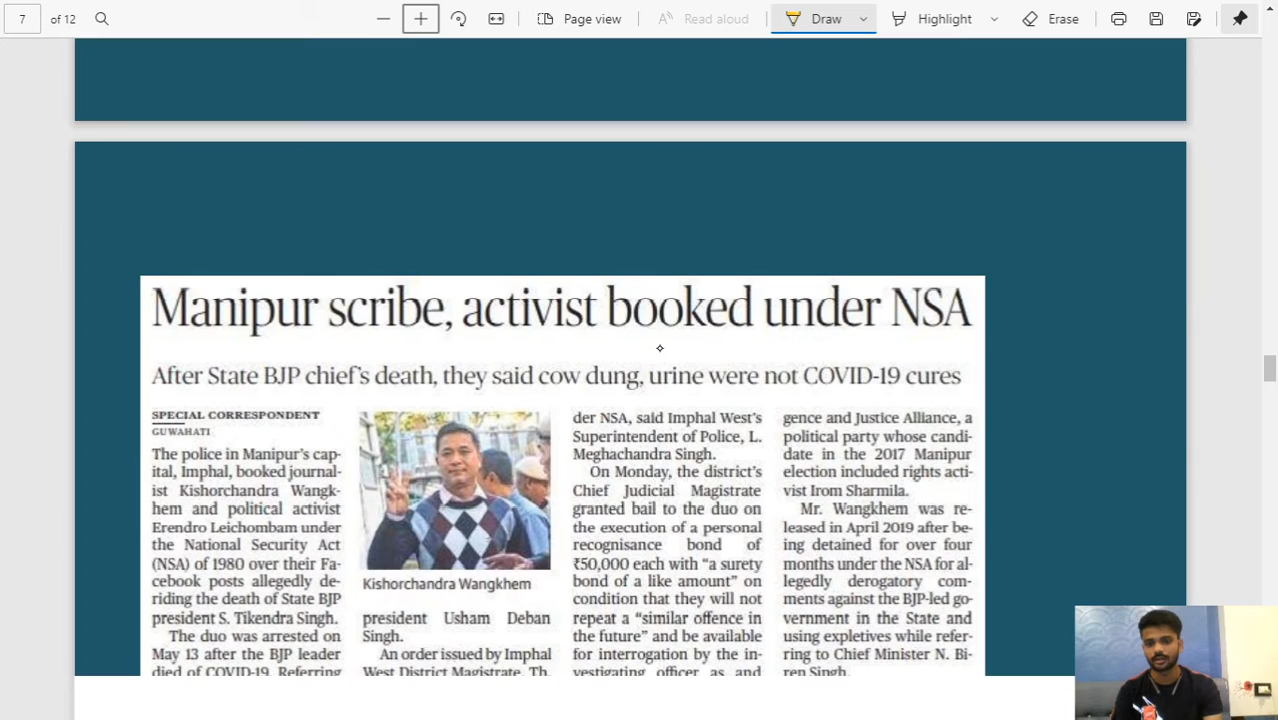 7
of 12
Page view
Read aloud
Draw
Highlight
Erase
Manipur scribe, activist booked under NSA
After State BJP chief's death, they said cow dung, urine were not COVID-19 cures
SPECIAL CORRESPONDENT
GUWAHATI
The police in Manipur's cap-
ital, Imphal, booked journal-
ist Kishorchandra Wangk-
hem and political activist
Erendro Leichombam under
the National Security Act
(NSA) of 1980 over their Fa-
cebook posts allegedly de-
riding the death of State BJP
president S. Tikendra Singh.
The duo was arrested on
May 13 after the BJP leader
died of COVID-19. Referring
Kishorchandra Wangkhem
president Usham Deban
Singh.
An order issued by Imphal
West District Magistrate, Th.
der NSA, said Imphal West's
Superintendent of Police, L.
Meghachandra Singh.
On Monday, the district's
Chief Judicial Magistrate
granted bail to the duo on
the execution of a personal
recognisance bond of
₹50,000 each with “a surety
bond of a like amount” on
condition that they will not
repeat a “similar offence in
the future” and be available
for interrogation by the in-
vestigating officer as and
gence and Justice Alliance, a
political party whose candi-
date in the 2017 Manipur
election included rights acti-
vist Irom Sharmila.
Mr. Wangkhem was re-
leased in April 2019 after be-
ing detained for over four
months under the NSA for al-
legedly derogatory com-
ments against the BJP-led go-
vernment in the State and
using expletives while refer-
ring to Chief Minister N. Bi-
ren Singh.